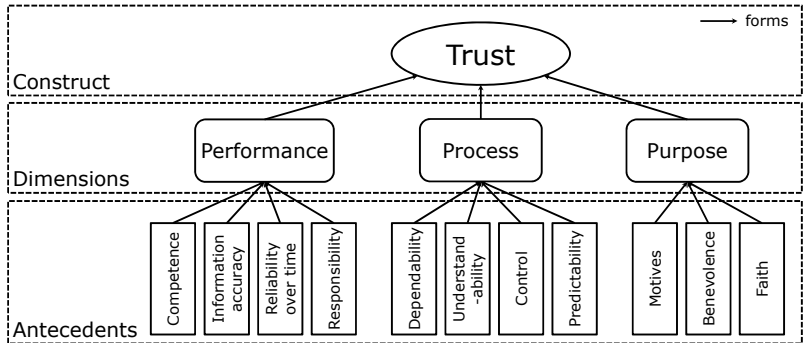 forms
Trust
Construct
Performance
Process
Purpose
Dimensions
Competence
Information
accuracy
Reliability
over time
Responsibility
Dependability
Understand
-ability
Control
Predictability
Motives
Benevolence
Faith
Antecedents